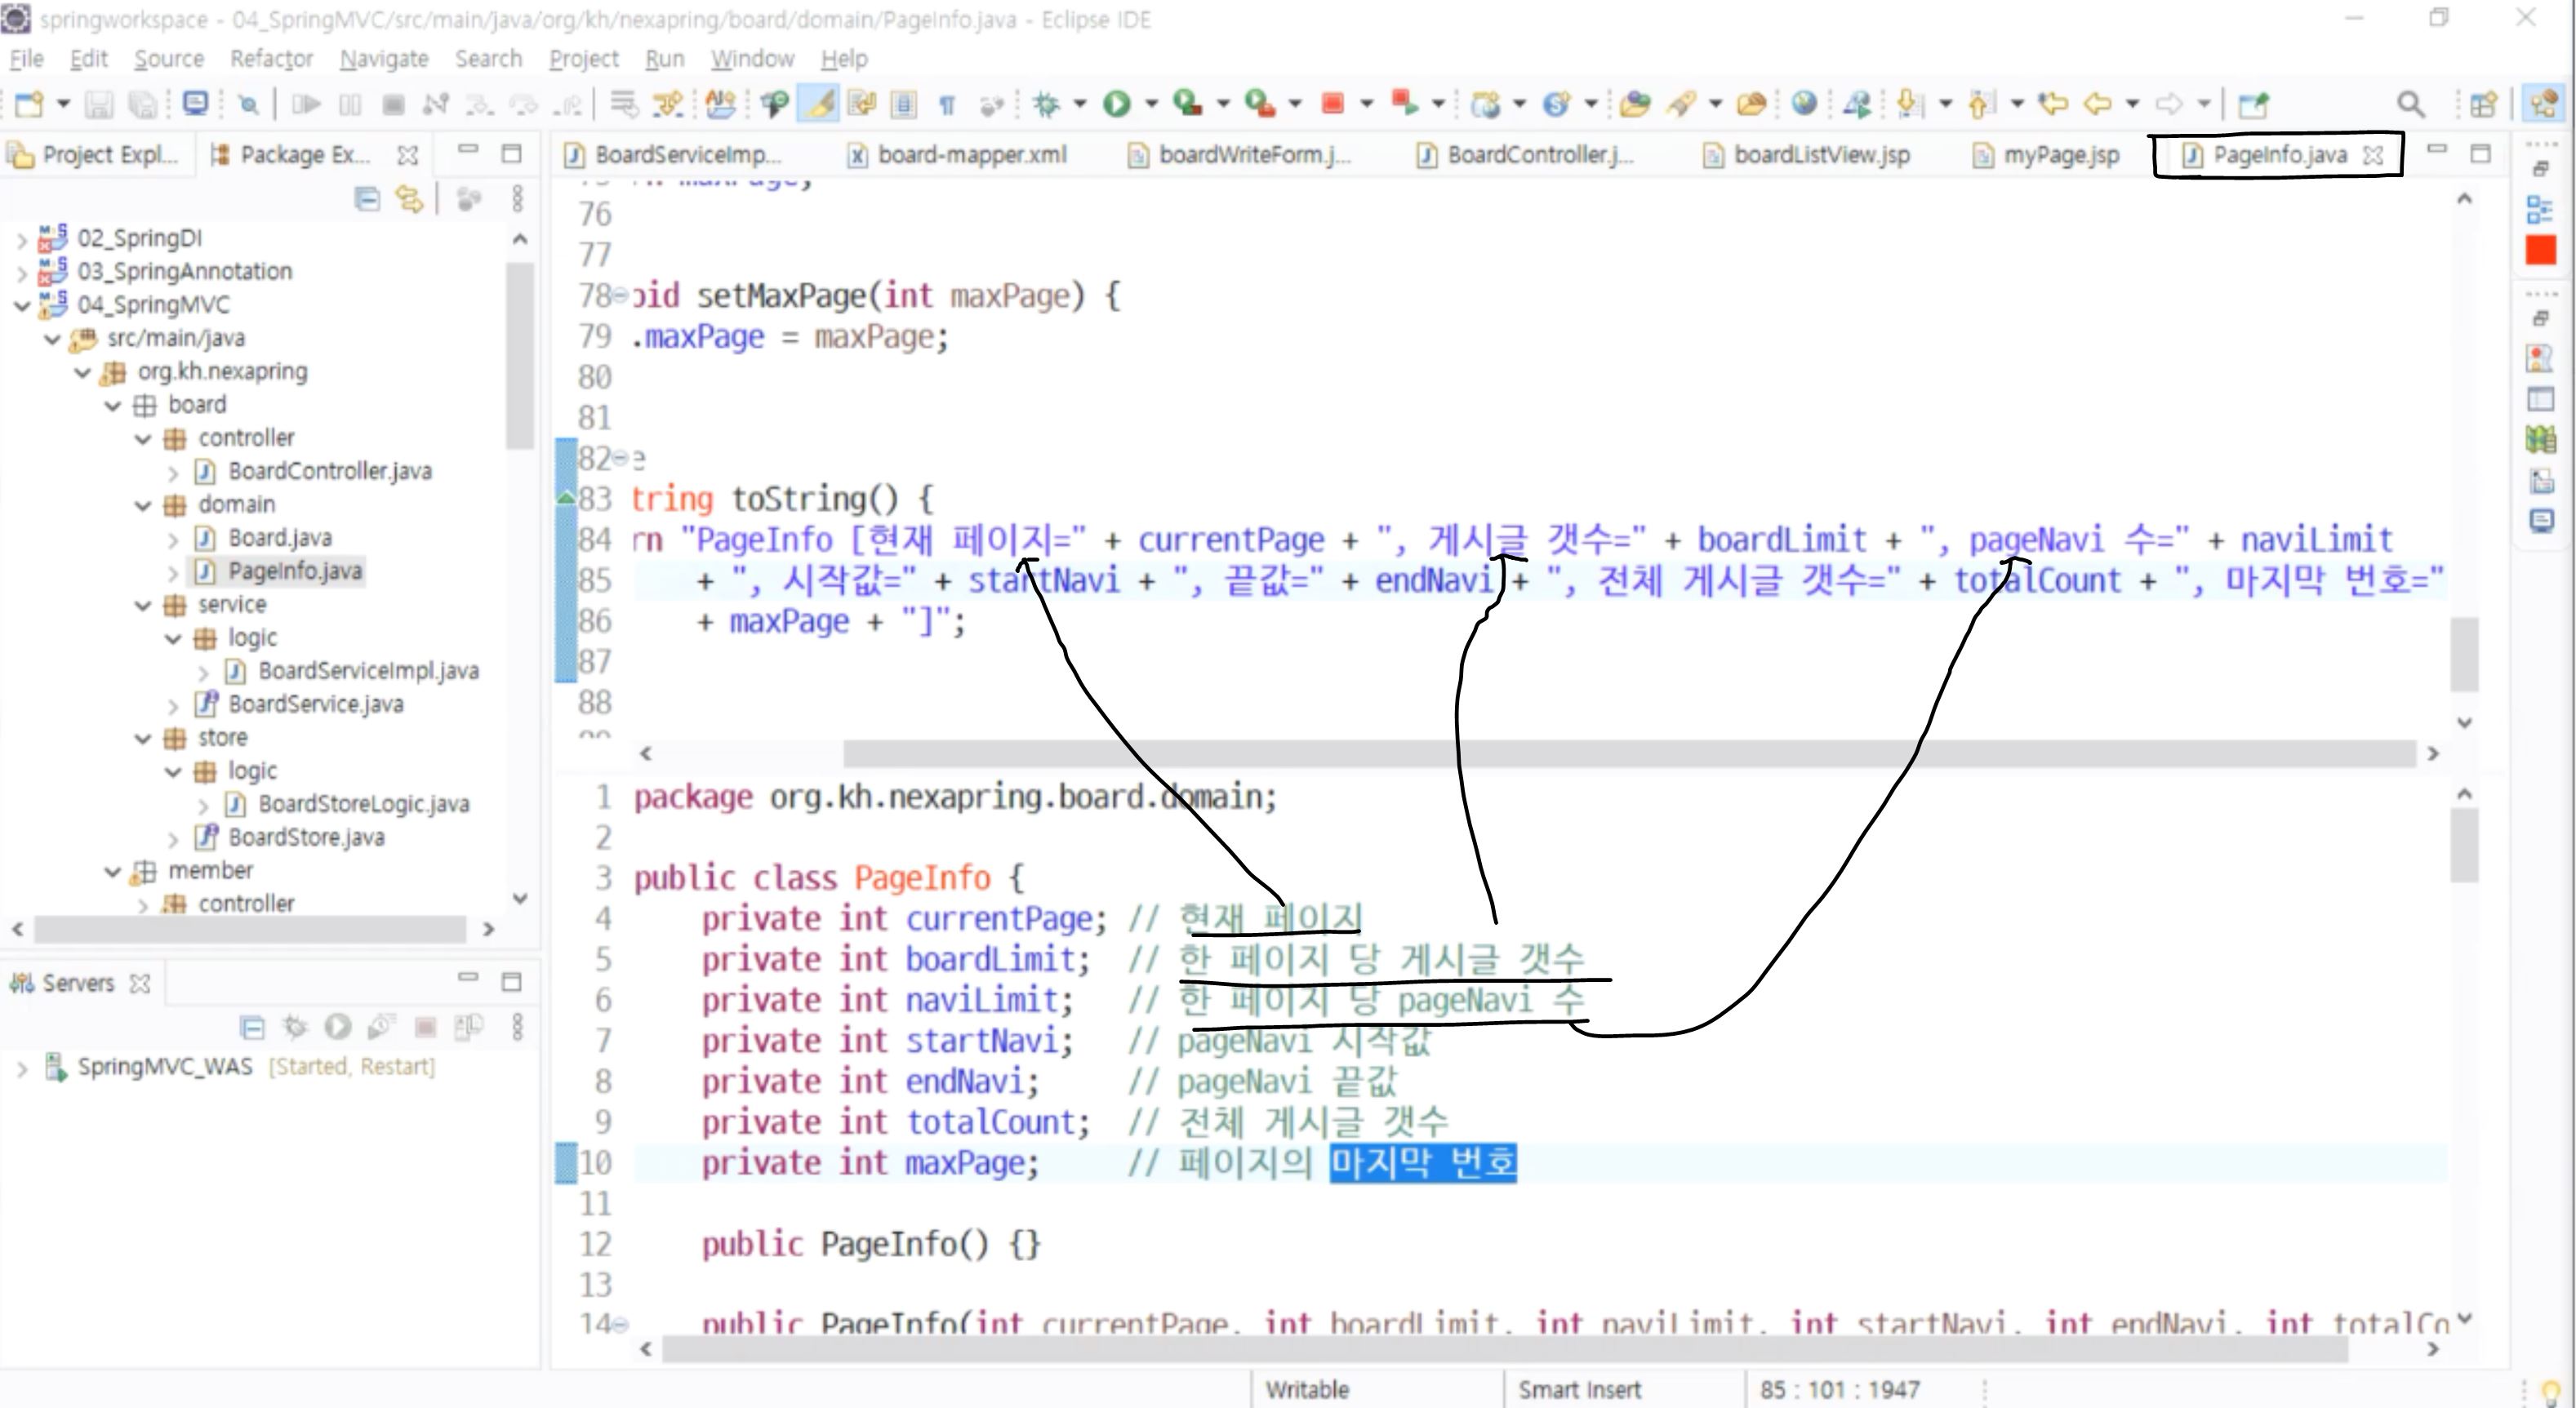 springworkspace - 04_SpringMVC/src/main/java/org/kh/nexapring/board/domain/PageInfo.java - Eclipse IDE
File Edit Source Refactor Navigate Search Project Run Window Help
Project Expl... Package Ex...
BoardServiceImp... board-mapper.xml boardWriteForm.j... BoardController.j... boardListView.jsp myPage.jsp PageInfo.java
02_SpringDI
03_SpringAnnotation
04_SpringMVC
src/main/java
org.kh.nexapring
board
controller
BoardController.java
domain
Board.java
PageInfo.java
service
logic
BoardServiceImpl.java
BoardService.java
store
logic
BoardStoreLogic.java
BoardStore.java
member
controller
Servers
SpringMVC_WAS [Started, Restart]
76
77
78 oid setMaxPage(int maxPage) {
79 .maxPage = maxPage;
80
81
82 e
83 tring toString() {
84 rn "PageInfo [현재 페이지=" + currentPage + ", 게시글 갯수=" + boardLimit + ", pageNavi 수=" + naviLimit
85 + ", 시작값=" + startNavi + ", 끝값=" + endNavi + ", 전체 게시글 갯수=" + totalCount + ", 마지막 번호="
86 + maxPage + "]";
87
88
1 package org.kh.nexapring.board.domain;
2
3 public class PageInfo {
4 private int currentPage; // 현재 페이지
5 private int boardLimit; // 한 페이지 당 게시글 갯수
6 private int naviLimit; // 한 페이지 당 pageNavi 수
7 private int startNavi; // pageNavi 시작값
8 private int endNavi; // pageNavi 끝값
9 private int totalCount; // 전체 게시글 갯수
10 private int maxPage; // 페이지의 마지막 번호
11
12 public PageInfo() {}
13
14 public PageInfo(int currentPage, int boardLimit, int naviLimit, int startNavi, int endNavi, int totalCo
Writable Smart Insert 85 : 101 : 1947